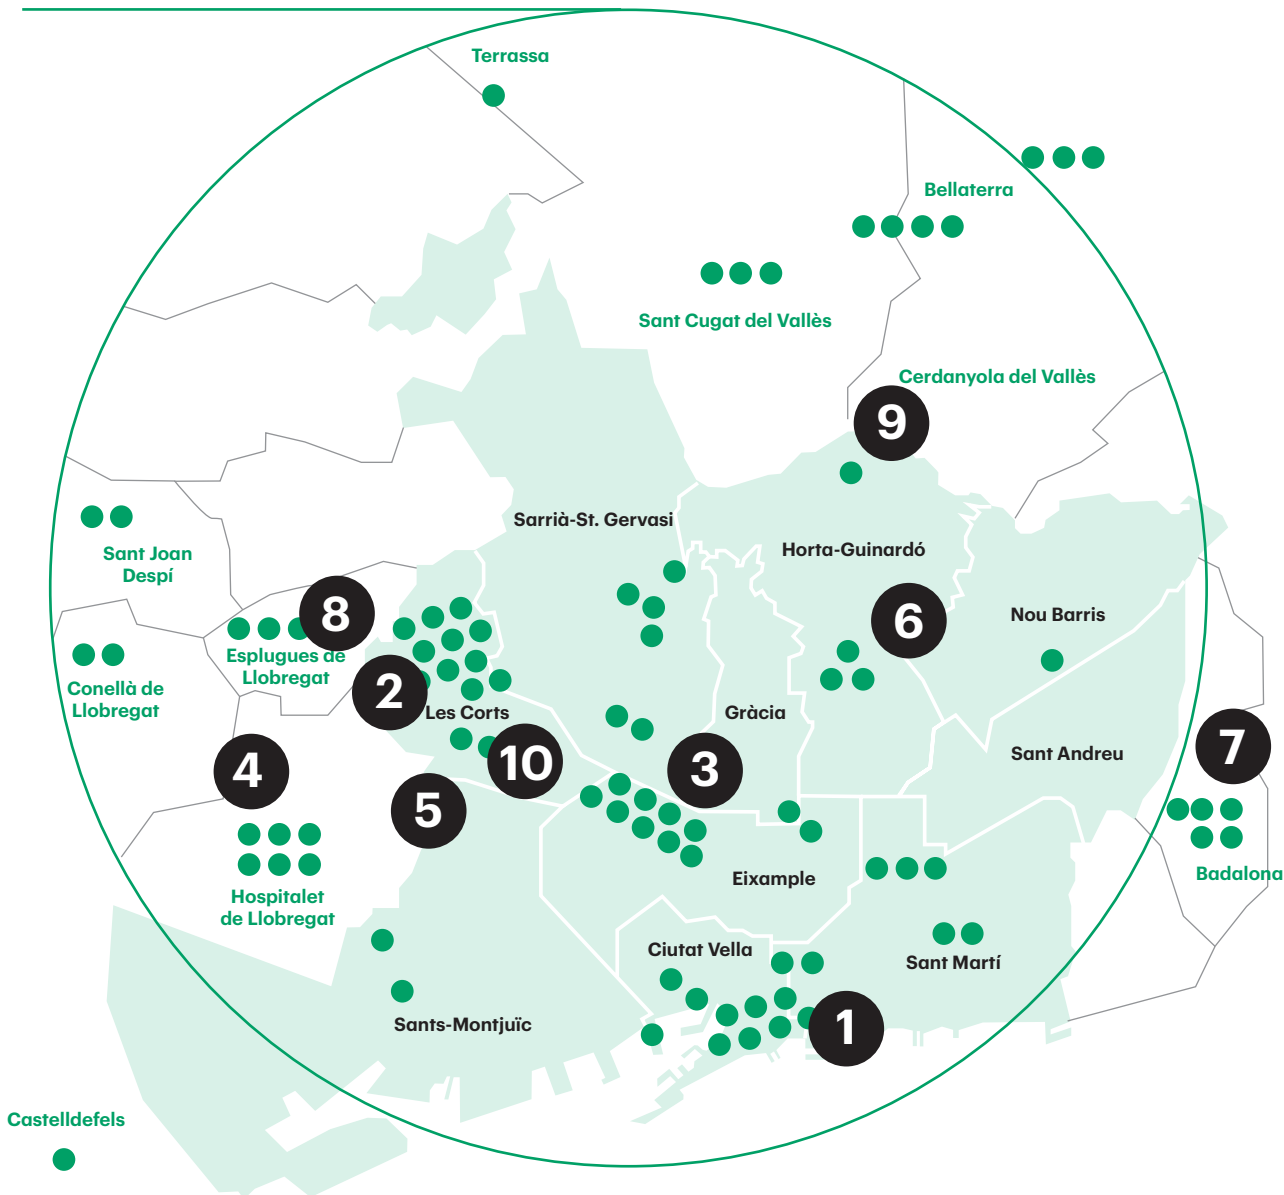 Terrassa
Bellaterra
Sant Cugat del Vallès
Cerdanyola del Vallès
9
Sarrià-St. Gervasi
Horta-Guinardó
Sant Joan
Despí
8
6
Nou Barris
Esplugues de
Llobregat
2
Conellà de
Llobregat
Les Corts
Gràcia
10
3
Sant Andreu
7
4
5
Eixample
Badalona
Hospitalet
de Llobregat
Ciutat Vella
Sant Martí
Sants-Montjuïc
1
Castelldefels